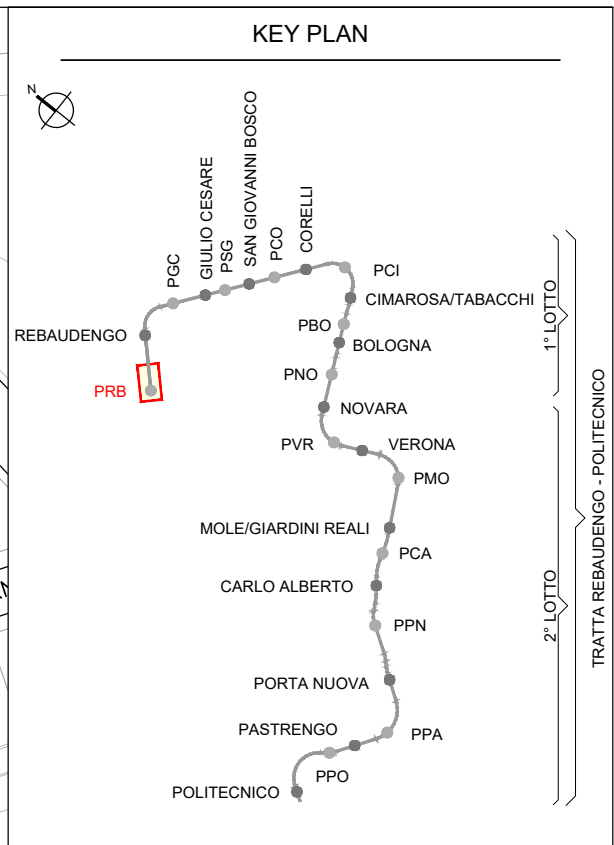 KEY PLAN
N
PGC
GIULIO CESARE
PSG
SAN GIOVANNI BOSCO
PCO
CORELLI
PCI
CIMAROSA/TABACCHI
REBAUDENGO
PBO
BOLOGNA
PRB
PNO
NOVARA
PVR
VERONA
PMO
MOLE/GIARDINI REALI
PCA
CARLO ALBERTO
PPN
PORTA NUOVA
PASTRENGO
PPA
PPO
POLITECNICO
1° LOTTO
2° LOTTO
TRATTA REBAUDENGO - POLITECNICO